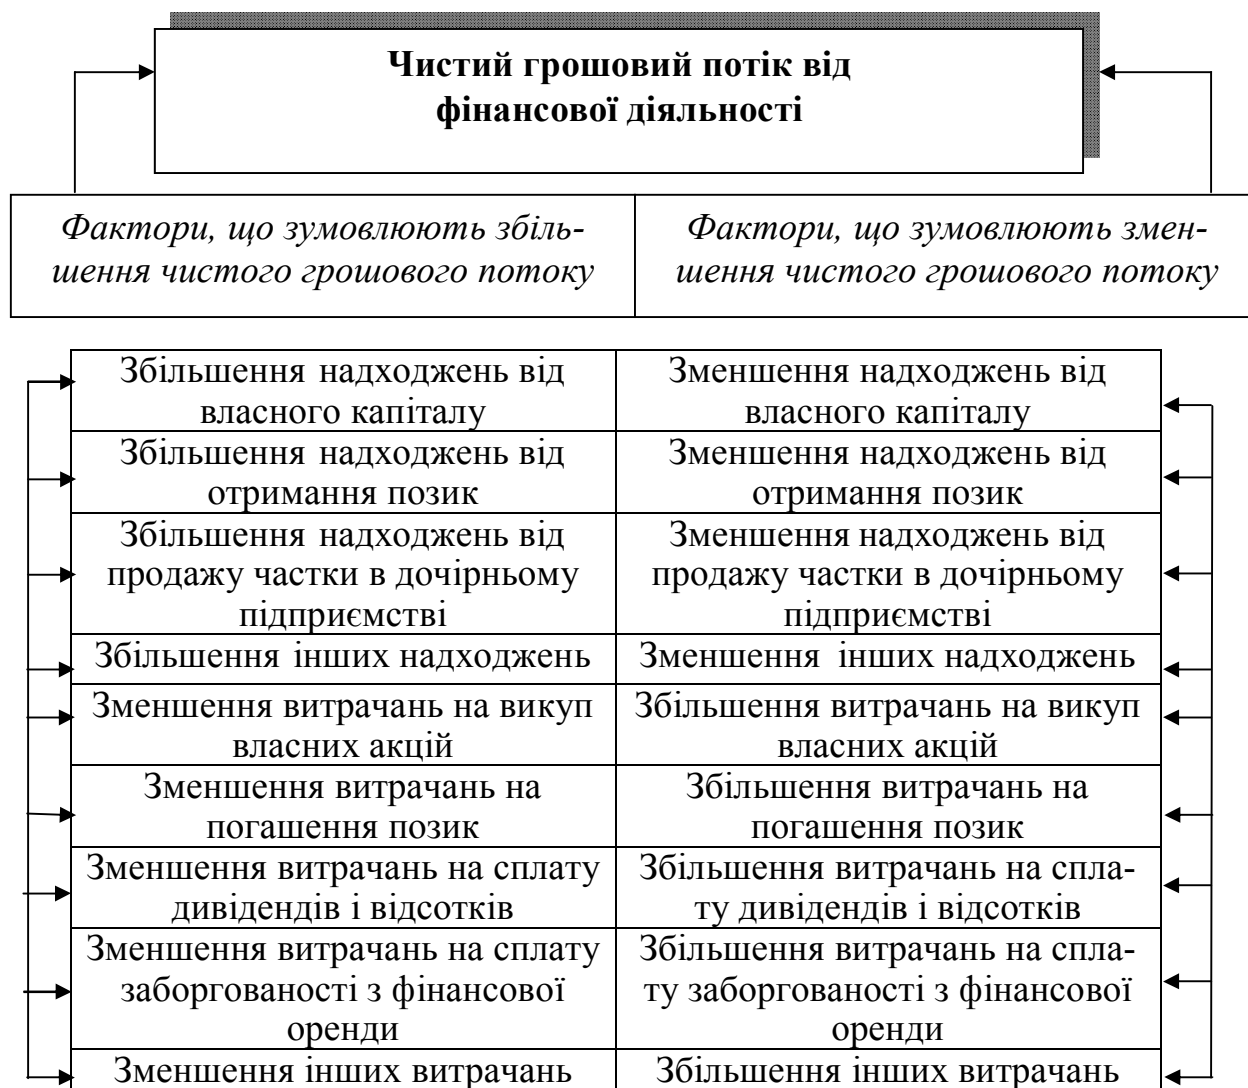 Чистий грошовий потік від
фінансової діяльності
Фактори, що зумовлюють збіль-
шення чистого грошового потоку
Фактори, що зумовлюють змен-
шення чистого грошового потоку
Збільшення надходжень від
власного капіталу
Зменшення надходжень від
власного капіталу
Збільшення надходжень від
отримання позик
Зменшення надходжень від
отримання позик
Збільшення надходжень від
продажу частки в дочірньому
підприємстві
Зменшення надходжень від
продажу частки в дочірньому
підприємстві
Збільшення інших надходжень
Зменшення інших надходжень
Зменшення витрачань на викуп
власних акцій
Збільшення витрачань на викуп
власних акцій
Зменшення витрачань на
погашення позик
Збільшення витрачань на
погашення позик
Зменшення витрачань на сплату
дивідендів і відсотків
Збільшення витрачань на спла-
ту дивідендів і відсотків
Зменшення витрачань на сплату
заборгованості з фінансової
оренди
Збільшення витрачань на спла-
ту заборгованості з фінансової
оренди
Зменшення інших витрачань
Збільшення інших витрачань